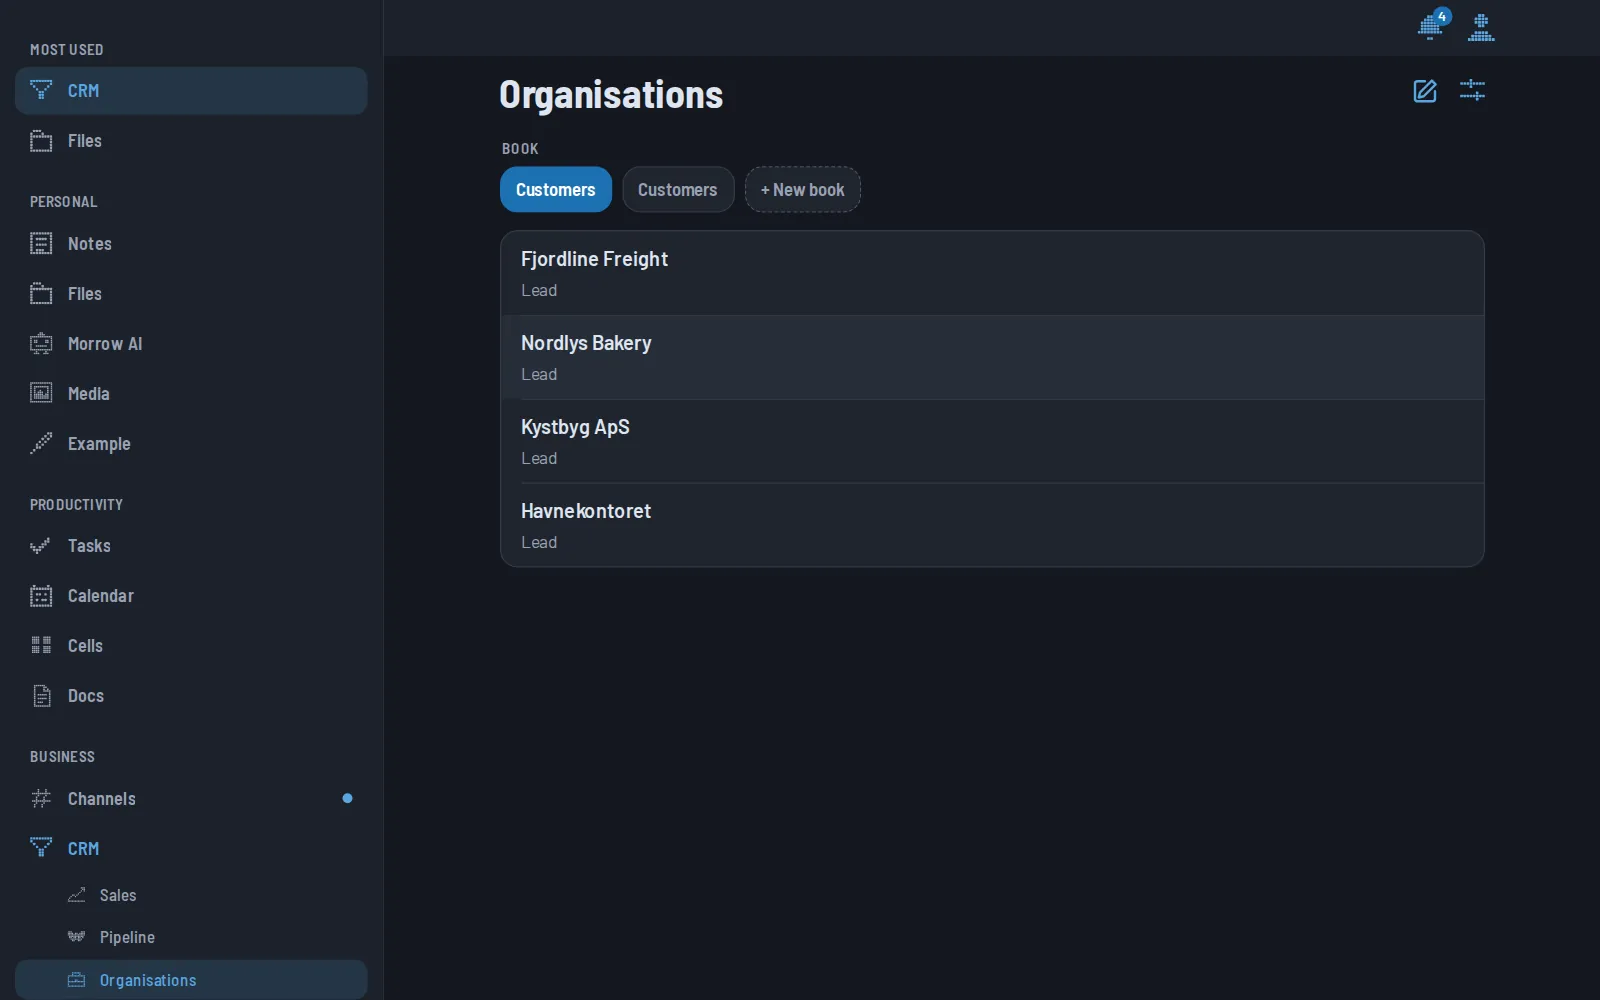 MOST USED
CRM
Files
PERSONAL
Notes
Files
Morrow AI
Media
Example
PRODUCTIVITY
Tasks
Calendar
Cells
Docs
BUSINESS
Channels
CRM
Sales
Pipeline
Organisations
4
Organisations
BOOK
Customers
Customers
+ New book
Fjordline Freight
Lead
Nordlys Bakery
Lead
Kystbyg ApS
Lead
Havnekontoret
Lead